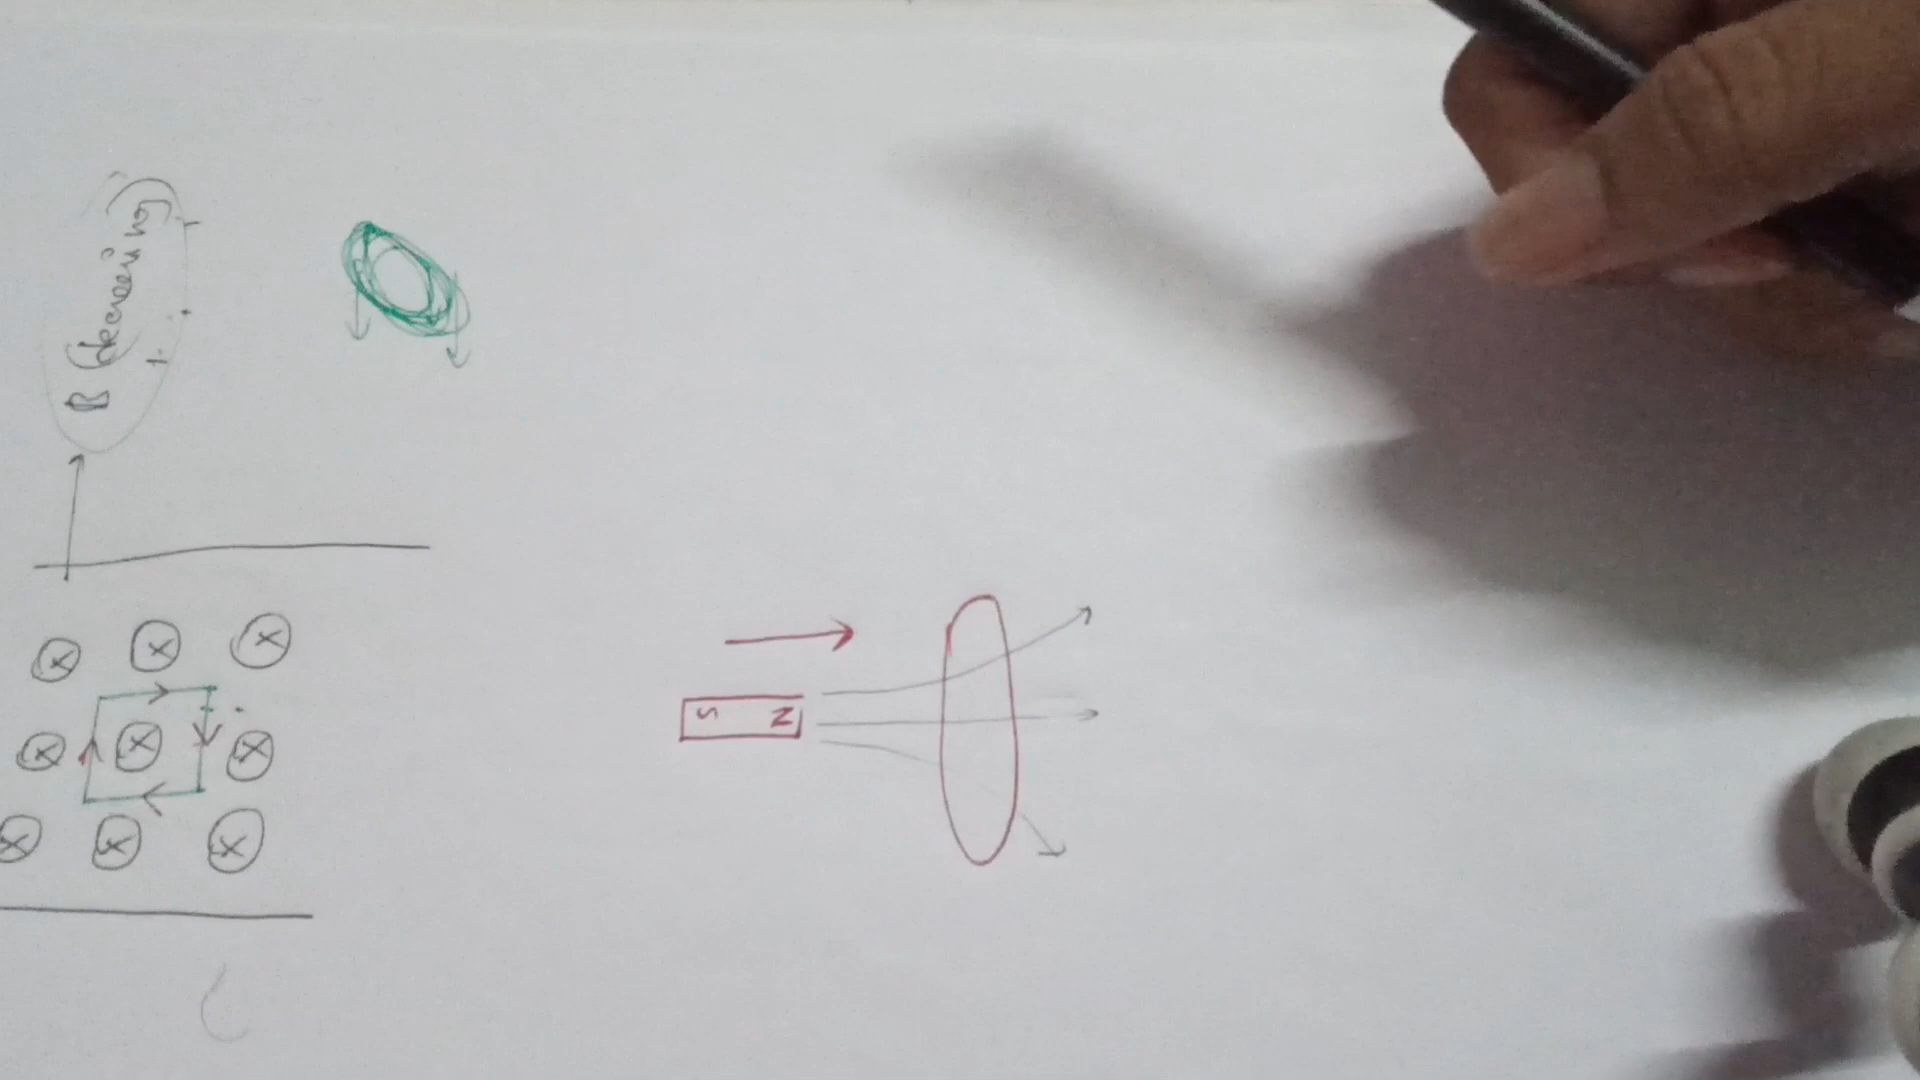 B (decreasing)
⊗ ⊗ ⊗
⊗ ⊗ ⊗
⊗ ⊗ ⊗
S N